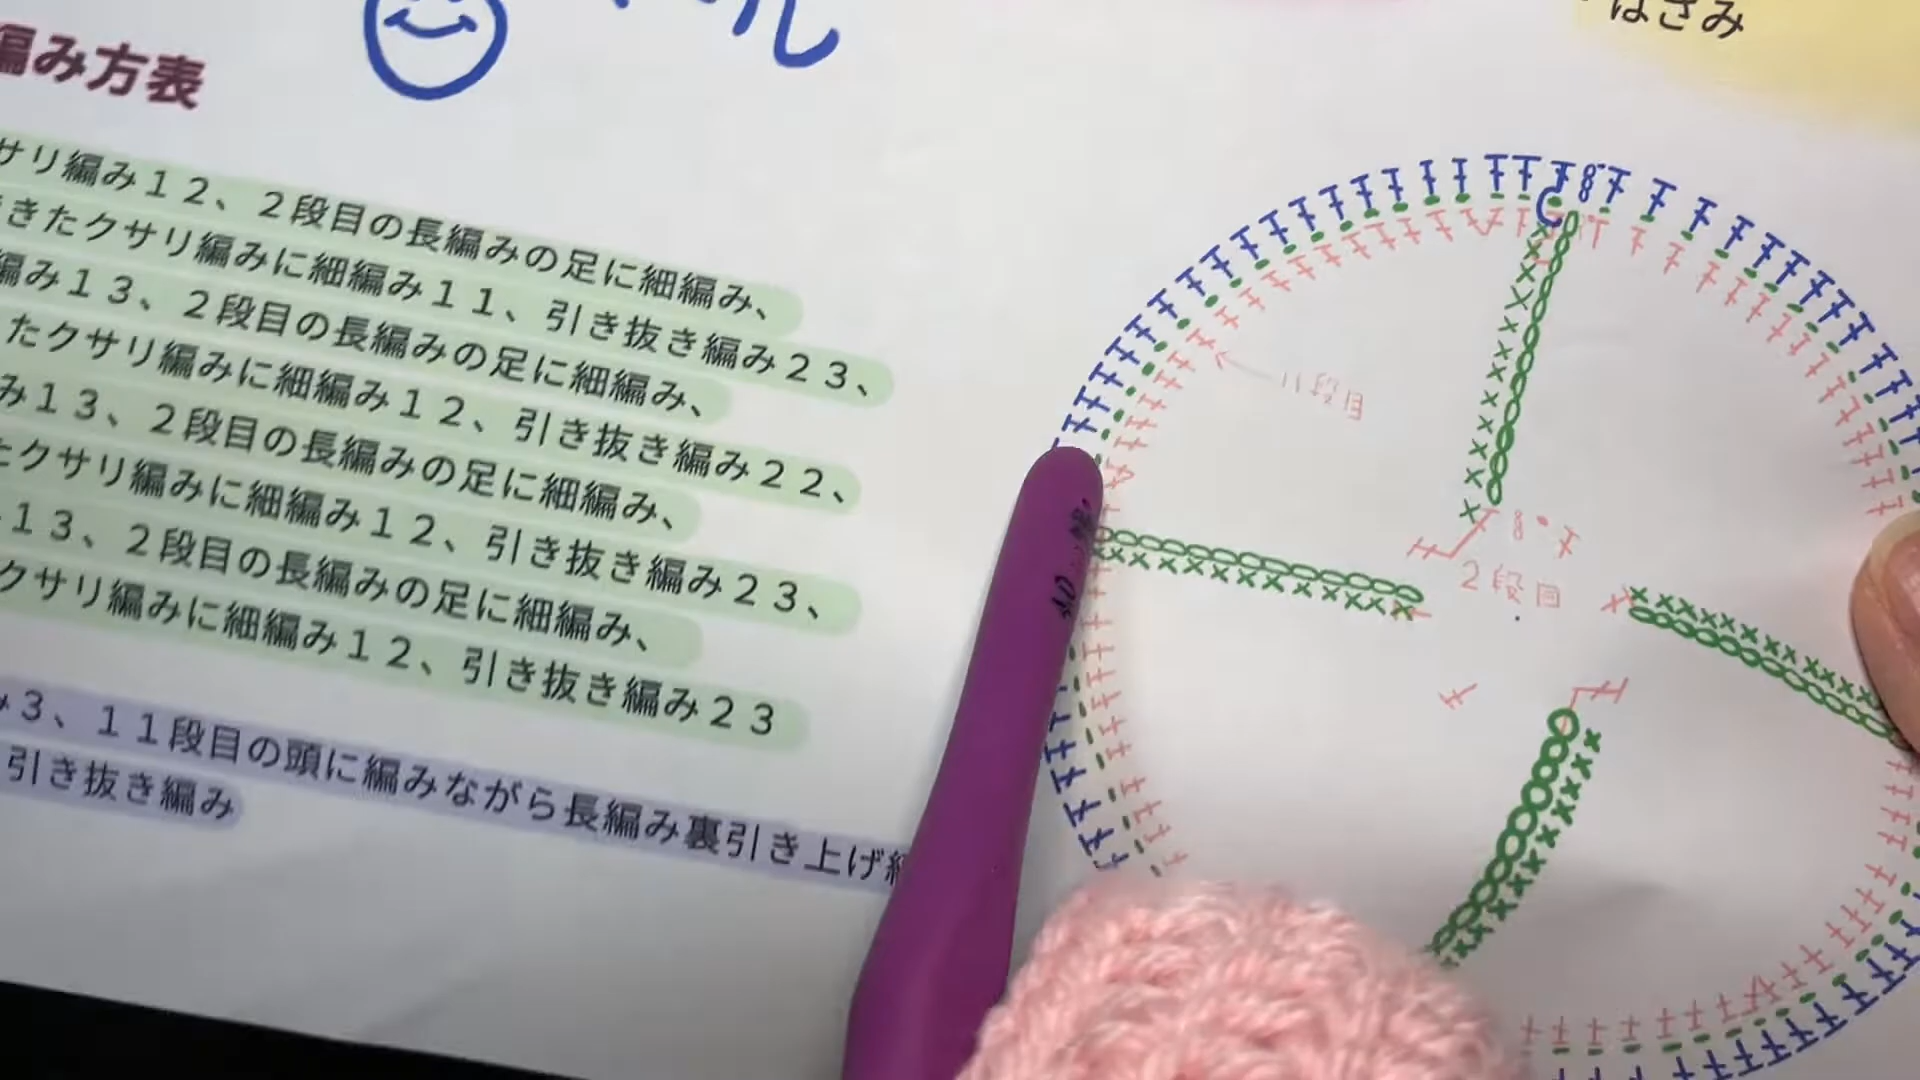 はさみ
編み方表
サリ編み１２、２段目の長編みの足に細編み、
きたクサリ編みに細編み１１、引き抜き編み２３、
編み１３、２段目の長編みの足に細編み、
たクサリ編みに細編み１２、引き抜き編み２２、
み１３、２段目の長編みの足に細編み、
クサリ編みに細編み１２、引き抜き編み２３、
１３、２段目の長編みの足に細編み、
クサリ編みに細編み１２、引き抜き編み２３
３、１１段目の頭に編みながら長編み裏引き上げ編
引き抜き編み
11段目
2段目